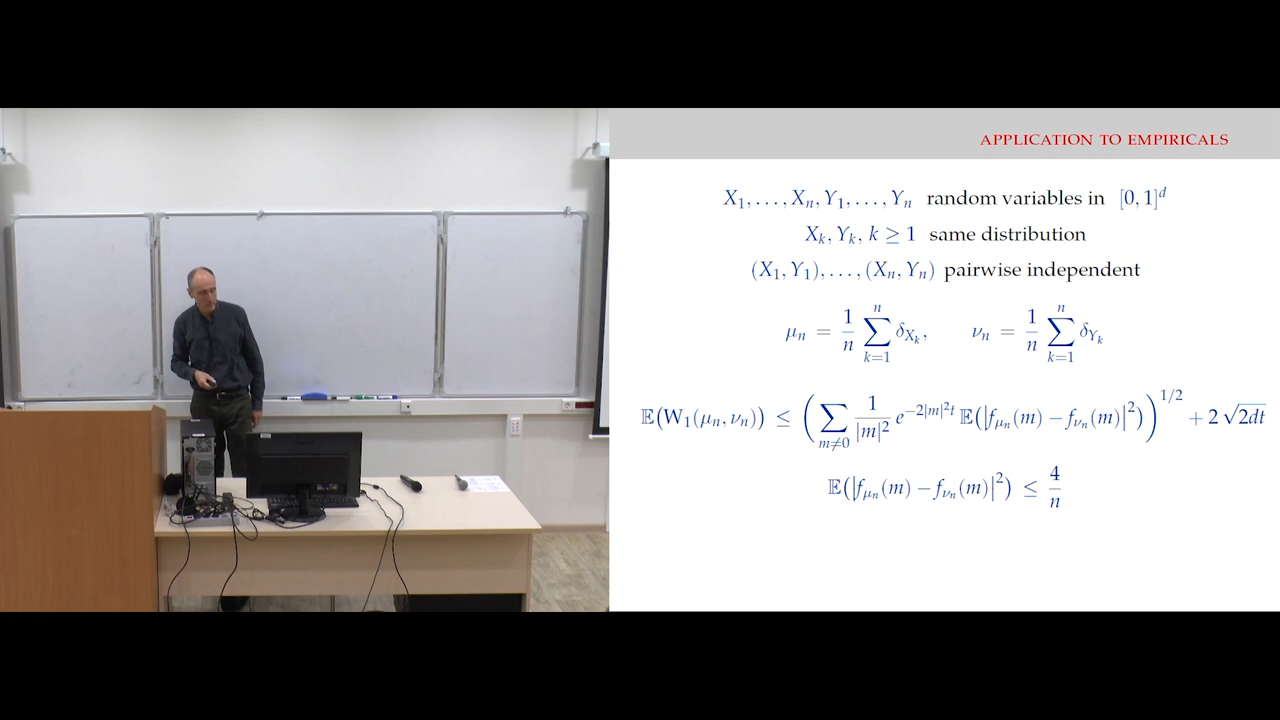 APPLICATION TO EMPIRICALS
X₁, …, Xₙ, Y₁, …, Yₙ random variables in [0, 1]ᵈ
Xₖ, Yₖ, k ≥ 1 same distribution
(X₁, Y₁), …, (Xₙ, Yₙ) pairwise independent
μₙ = 1/n ∑_{k=1}^{n} δ_{Xₖ}, νₙ = 1/n ∑_{k=1}^{n} δ_{Yₖ}
𝔼(W₁(μₙ, νₙ)) ≤ (∑_{m≠0} 1/|m|² e^{−2|m|²t} 𝔼(|f_{μₙ}(m) − f_{νₙ}(m)|²))^{1/2} + 2 √(2dt)
𝔼(|f_{μₙ}(m) − f_{νₙ}(m)|²) ≤ 4/n